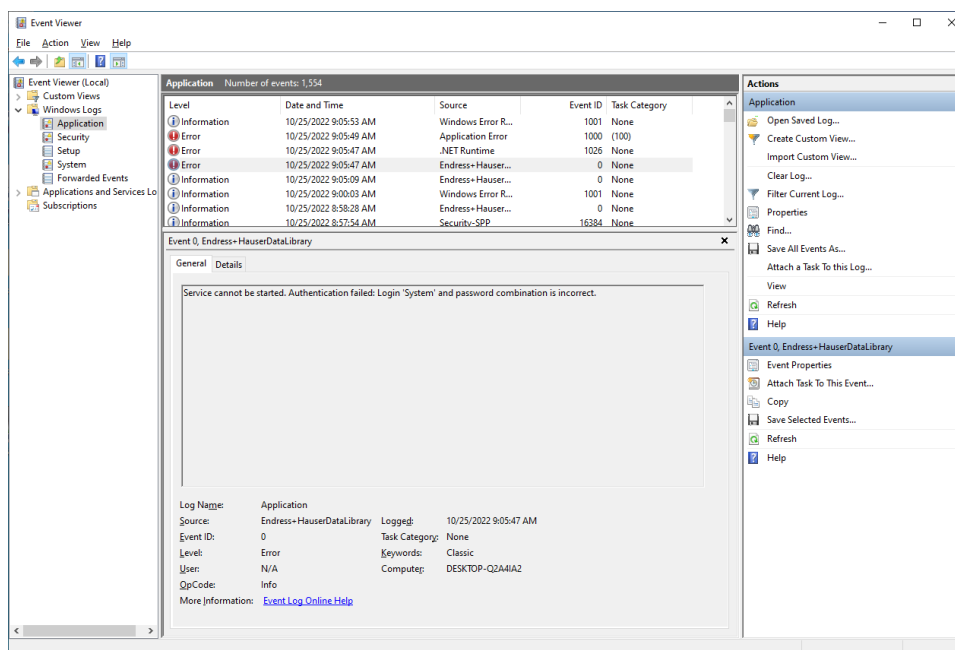 Event Viewer
File Action View Help
Event Viewer (Local)
Custom Views
Windows Logs
Application
Security
Setup
System
Forwarded Events
Applications and Services Lo
Subscriptions
Application Number of events: 1,554
Level Date and Time Source Event ID Task Category
Information 10/25/2022 9:05:53 AM Windows Error R... 1001 None
Error 10/25/2022 9:05:49 AM Application Error 1000 (100)
Error 10/25/2022 9:05:47 AM .NET Runtime 1026 None
Error 10/25/2022 9:05:47 AM Endress+Hauser... 0 None
Information 10/25/2022 9:05:09 AM Endress+Hauser... 0 None
Information 10/25/2022 9:00:03 AM Windows Error R... 1001 None
Information 10/25/2022 8:58:28 AM Endress+Hauser... 0 None
Information 10/25/2022 8:57:54 AM Security-SPP 16384 None
Event 0, Endress+HauserDataLibrary
General Details
Service cannot be started. Authentication failed: Login 'System' and password combination is incorrect.
Log Name: Application
Source: Endress+HauserDataLibrary Logged: 10/25/2022 9:05:47 AM
Event ID: 0 Task Category: None
Level: Error Keywords: Classic
User: N/A Computer: DESKTOP-Q2A4IA2
OpCode: Info
More Information: Event Log Online Help
Actions
Application
Open Saved Log...
Create Custom View...
Import Custom View...
Clear Log...
Filter Current Log...
Properties
Find...
Save All Events As...
Attach a Task To this Log...
View
Refresh
Help
Event 0, Endress+HauserDataLibrary
Event Properties
Attach Task To This Event...
Copy
Save Selected Events...
Refresh
Help